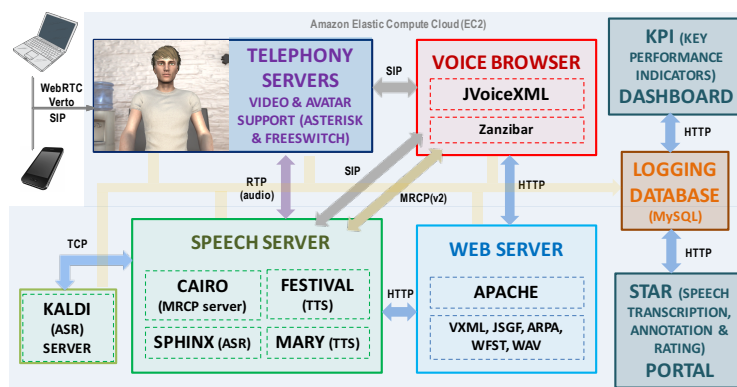 Amazon Elastic Compute Cloud (EC2)
WebRTC
Verto
SIP
TELEPHONY
SERVERS
VIDEO & AVATAR
SUPPORT (ASTERISK
& FREESWITCH)
SIP
VOICE BROWSER
JVoiceXML
Zanzibar
KPI (KEY
PERFORMANCE
INDICATORS)
DASHBOARD
HTTP
RTP
(audio)
SIP
MRCP(v2)
HTTP
LOGGING
DATABASE
(MySQL)
HTTP
TCP
KALDI
(ASR)
SERVER
SPEECH SERVER
CAIRO
(MRCP server)
FESTIVAL
(TTS)
SPHINX (ASR)
MARY (TTS)
HTTP
WEB SERVER
APACHE
VXML, JSGF, ARPA,
WFST, WAV
STAR (SPEECH
TRANSCRIPTION,
ANNOTATION &
RATING)
PORTAL